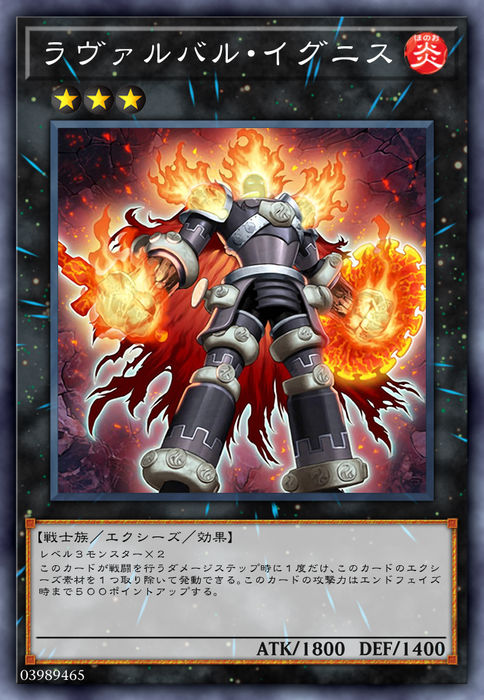 ラヴァルバル・イグニス
ほのお
炎
【戦士族／エクシーズ／効果】
レベル３モンスター×２
このカードが戦闘を行うダメージステップ時に１度だけ、このカードのエクシ
ーズ素材を１つ取り除いて発動できる。このカードの攻撃力はエンドフェイズ
時まで５００ポイントアップする。
ATK/1800 DEF/1400
03989465